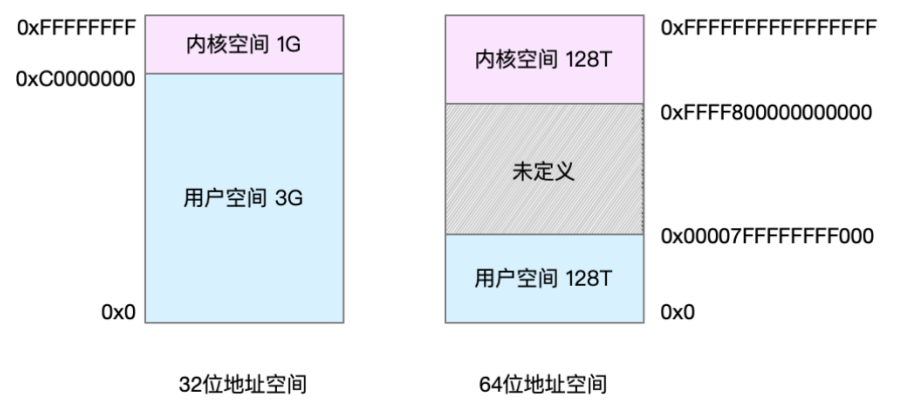 0xFFFFFFFF
内核空间 1G
0xC0000000
用户空间 3G
0x0
32位地址空间
内核空间 128T
0xFFFFFFFFFFFFFFFF
0xFFFF800000000000
未定义
0x00007FFFFFFFF000
用户空间 128T
0x0
64位地址空间